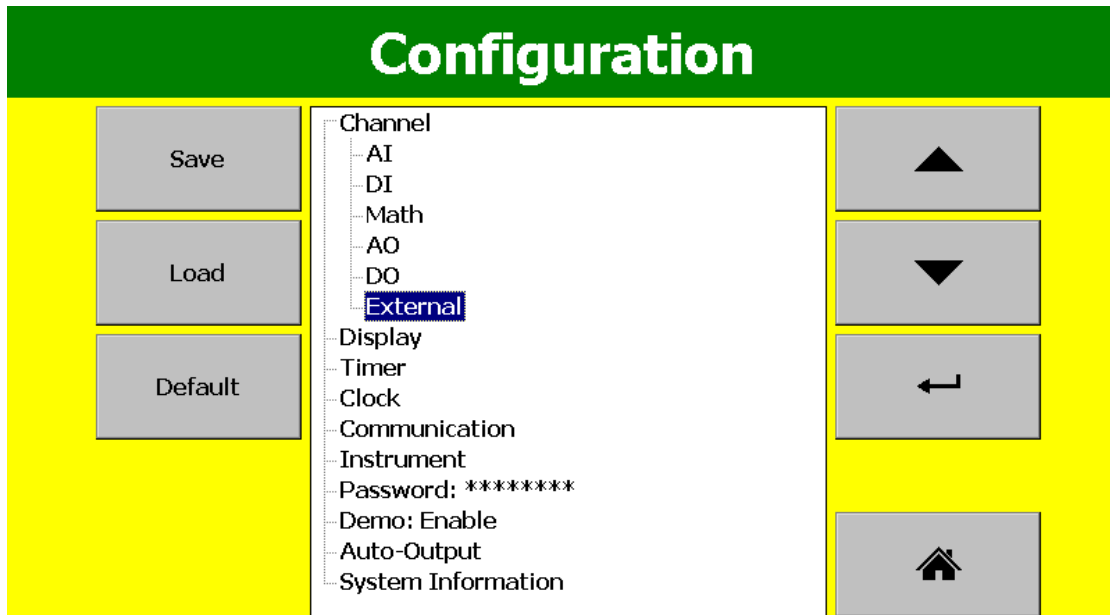 Configuration
Save
Load
Default
Channel
AI
DI
Math
AO
DO
External
Display
Timer
Clock
Communication
Instrument
Password: ********
Demo: Enable
Auto-Output
System Information